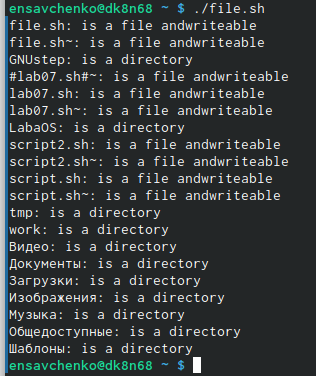 ensavchenko@dk8n68 ~ $ ./file.sh
file.sh: is a file andwriteable
file.sh~: is a file andwriteable
GNUstep: is a directory
#lab07.sh#~: is a file andwriteable
lab07.sh: is a file andwriteable
lab07.sh~: is a file andwriteable
LabaOS: is a directory
script2.sh: is a file andwriteable
script2.sh~: is a file andwriteable
script.sh: is a file andwriteable
script.sh~: is a file andwriteable
tmp: is a directory
work: is a directory
Видео: is a directory
Документы: is a directory
Загрузки: is a directory
Изображения: is a directory
Музыка: is a directory
Общедоступные: is a directory
Шаблоны: is a directory
ensavchenko@dk8n68 ~ $